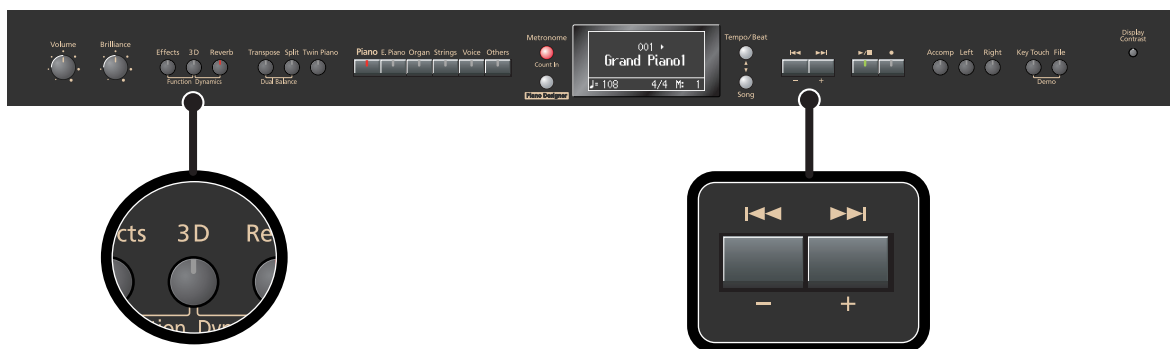 Volume
Brilliance
Effects 3D Reverb
Function Dynamics
Transpose Split Twin Piano
Dual Balance
Piano E. Piano Organ Strings Voice Others
Metronome
Count In
Piano Designer
001
Grand Piano1
♩= 108 4/4 M: 1
Tempo/Beat
Song
− +
Accomp Left Right
Key Touch File
Demo
Display
Contrast
cts 3D Re
ion Dyn
− +